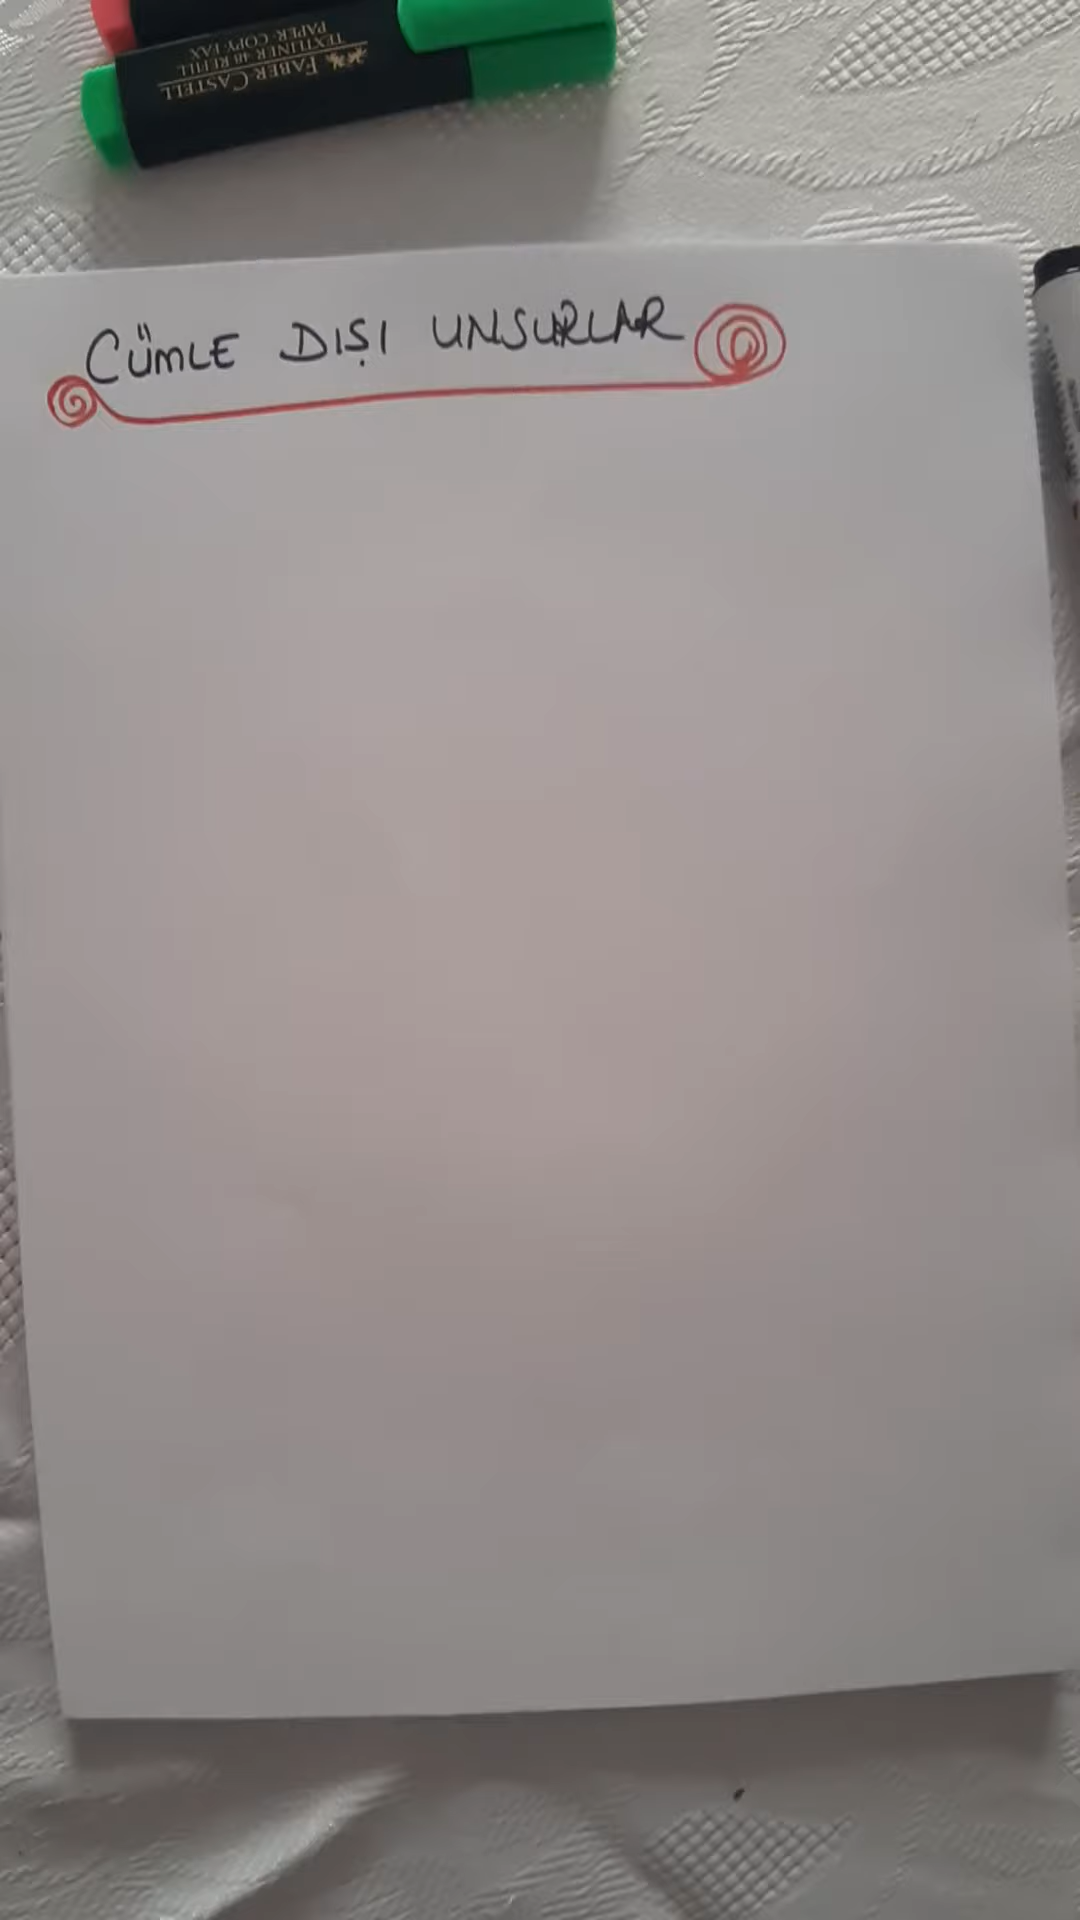 FABER-CASTELL
TEXTLINER 48 REFILL
PAPER·COPY·FAX
CÜMLE DIŞI UNSURLAR